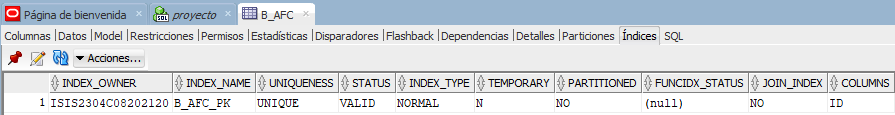 Página de bienvenida proyecto B_AFC
Columnas Datos Model Restricciones Permisos Estadísticas Disparadores Flashback Dependencias Detalles Particiones Índices SQL
Acciones...
INDEX_OWNER INDEX_NAME UNIQUENESS STATUS INDEX_TYPE TEMPORARY PARTITIONED FUNCIDX_STATUS JOIN_INDEX COLUMNS
1 ISIS2304C08202120 B_AFC_PK UNIQUE VALID NORMAL N NO (null) NO ID